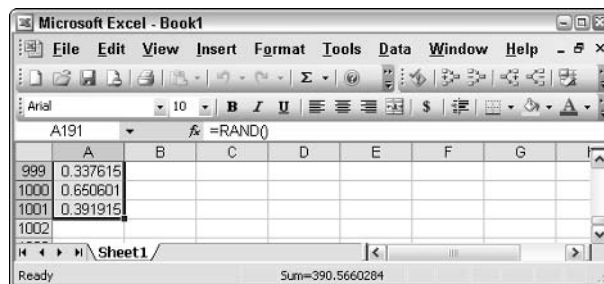 Microsoft Excel - Book1
File Edit View Insert Format Tools Data Window Help
Σ
Arial 10 B I U $ A
A191 fx =RAND()
A B C D E F G
999 0.337615
1000 0.650601
1001 0.391915
1002
Sheet1
Ready Sum=390.5660284